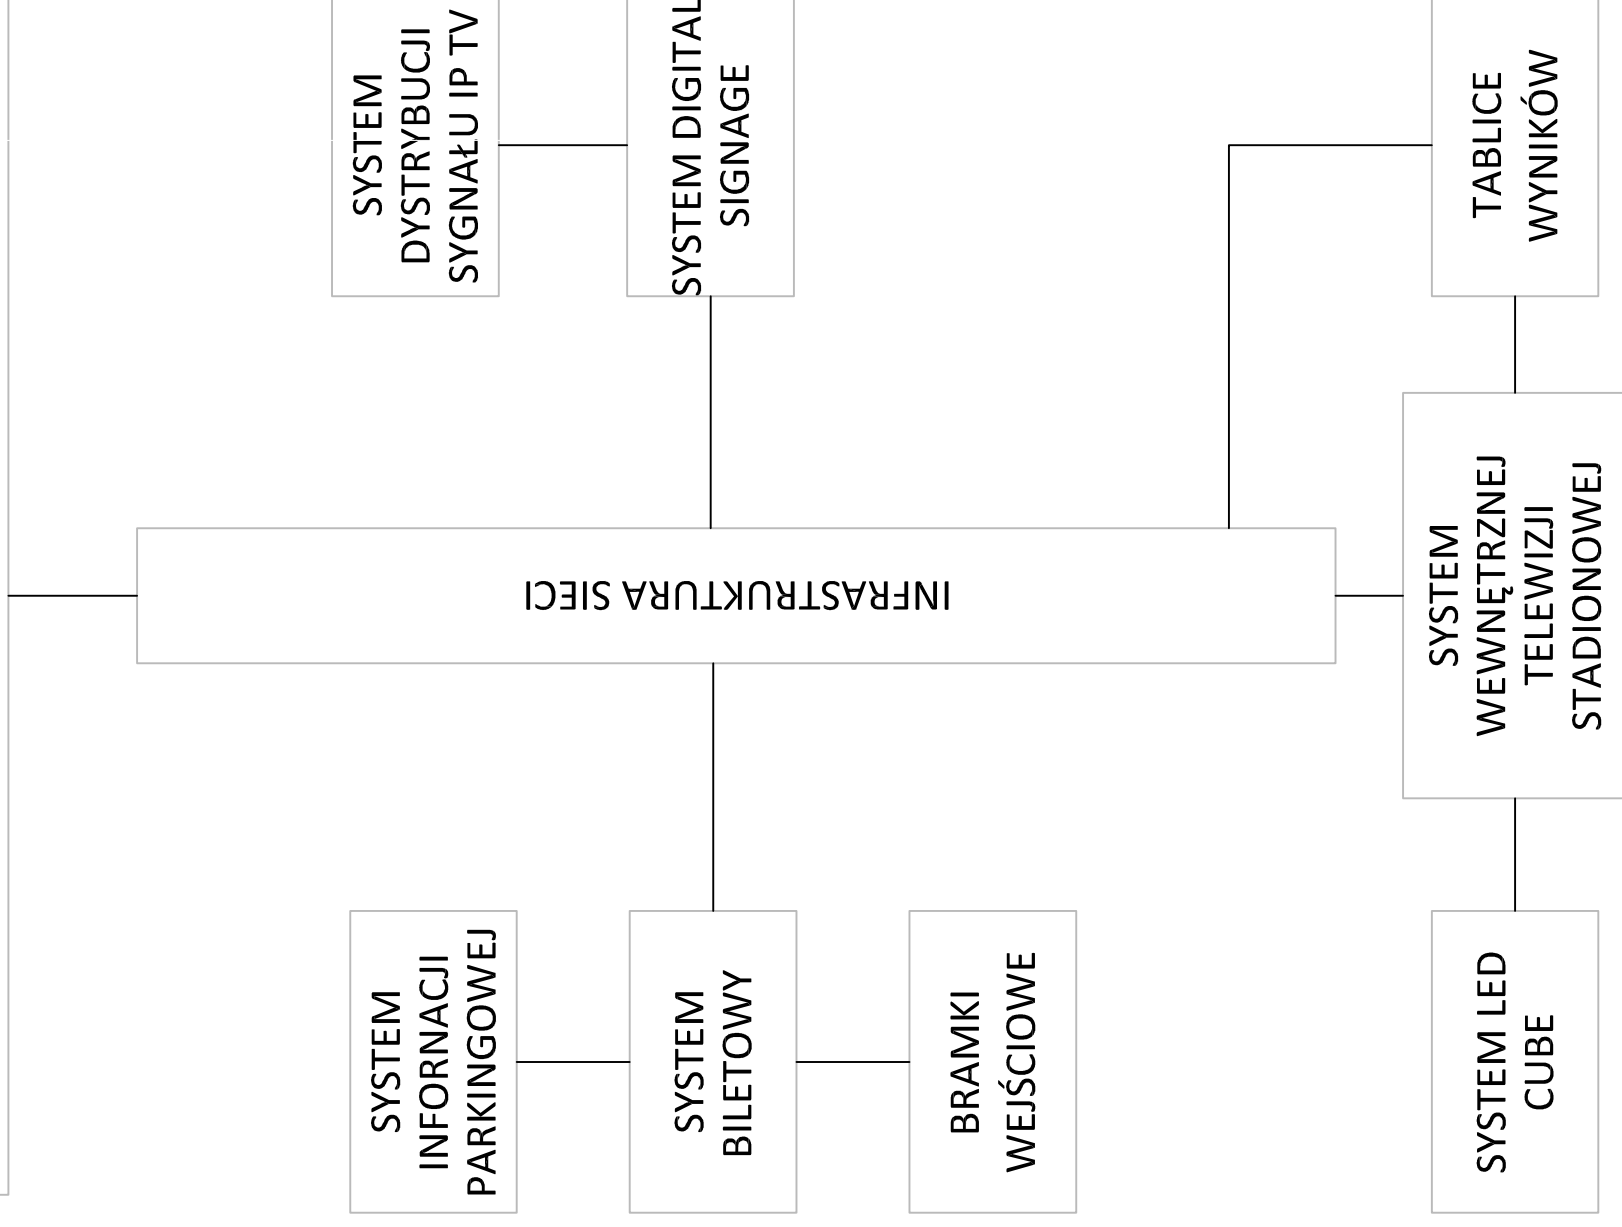 SYSTEM
DYSTRYBUCJI
SYGNAŁU IP TV
SYSTEM DIGITAL
SIGNAGE
TABLICE
WYNIKÓW
INFRASTRUKTURA SIECI
SYSTEM
WEWNĘTRZNEJ
TELEWIZJI
STADIONOWEJ
SYSTEM
INFORNACJI
PARKINGOWEJ
SYSTEM
BILETOWY
BRAMKI
WEJŚCIOWE
SYSTEM LED
CUBE